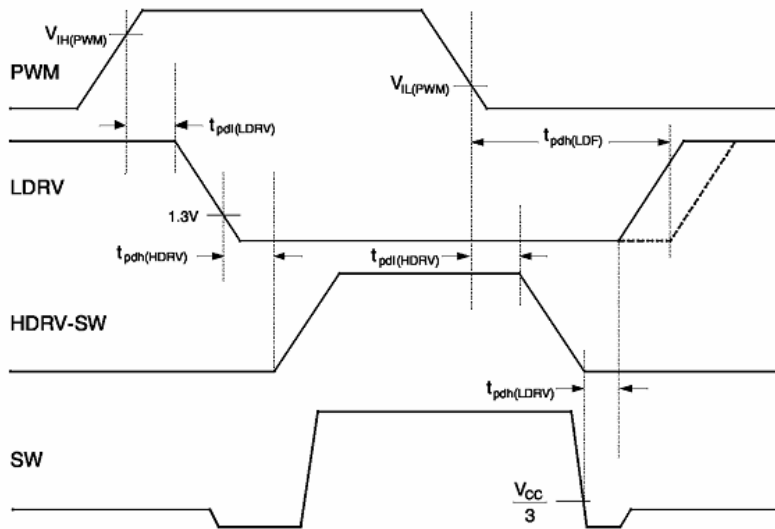 V_IH(PWM)
PWM
V_IL(PWM)
t_pdl(LDRV)
t_pdh(LDF)
LDRV
1.3V
t_pdh(HDRV)
t_pdl(HDRV)
HDRV-SW
t_pdh(LDRV)
SW
V_CC
3